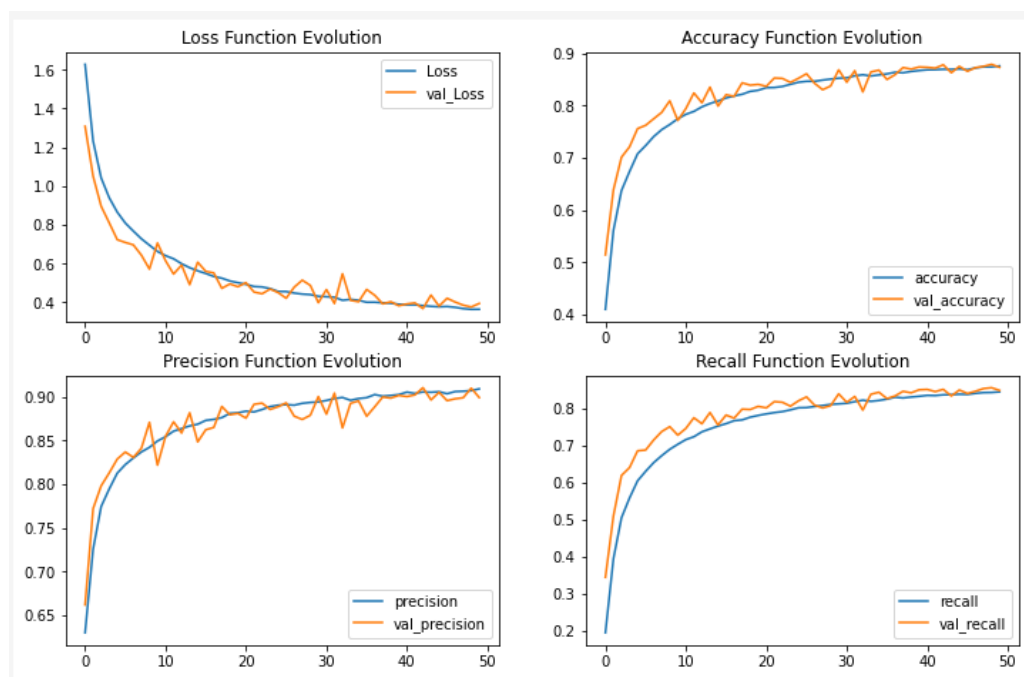 Loss Function Evolution
1.6
1.4
1.2
1.0
0.8
0.6
0.4
Loss
val_Loss
0 10 20 30 40 50
Accuracy Function Evolution
0.9
0.8
0.7
0.6
0.5
0.4
accuracy
val_accuracy
0 10 20 30 40 50
Precision Function Evolution
0.90
0.85
0.80
0.75
0.70
0.65
precision
val_precision
0 10 20 30 40 50
Recall Function Evolution
0.8
0.7
0.6
0.5
0.4
0.3
0.2
recall
val_recall
0 10 20 30 40 50